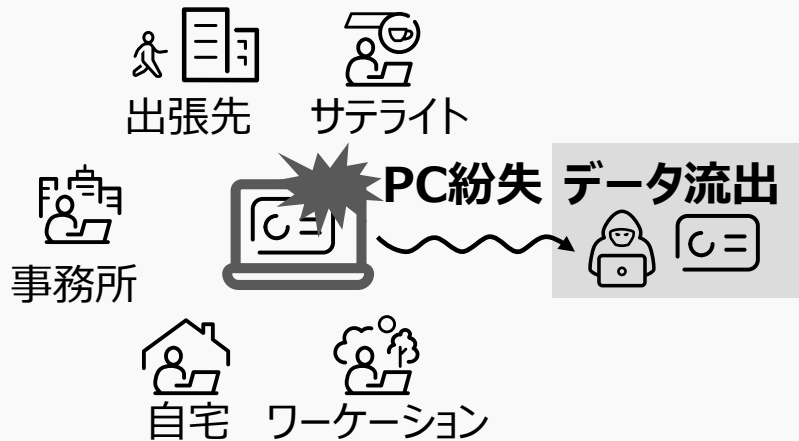 出張先
サテライト
PC紛失 データ流出
事務所
自宅
ワーケーション